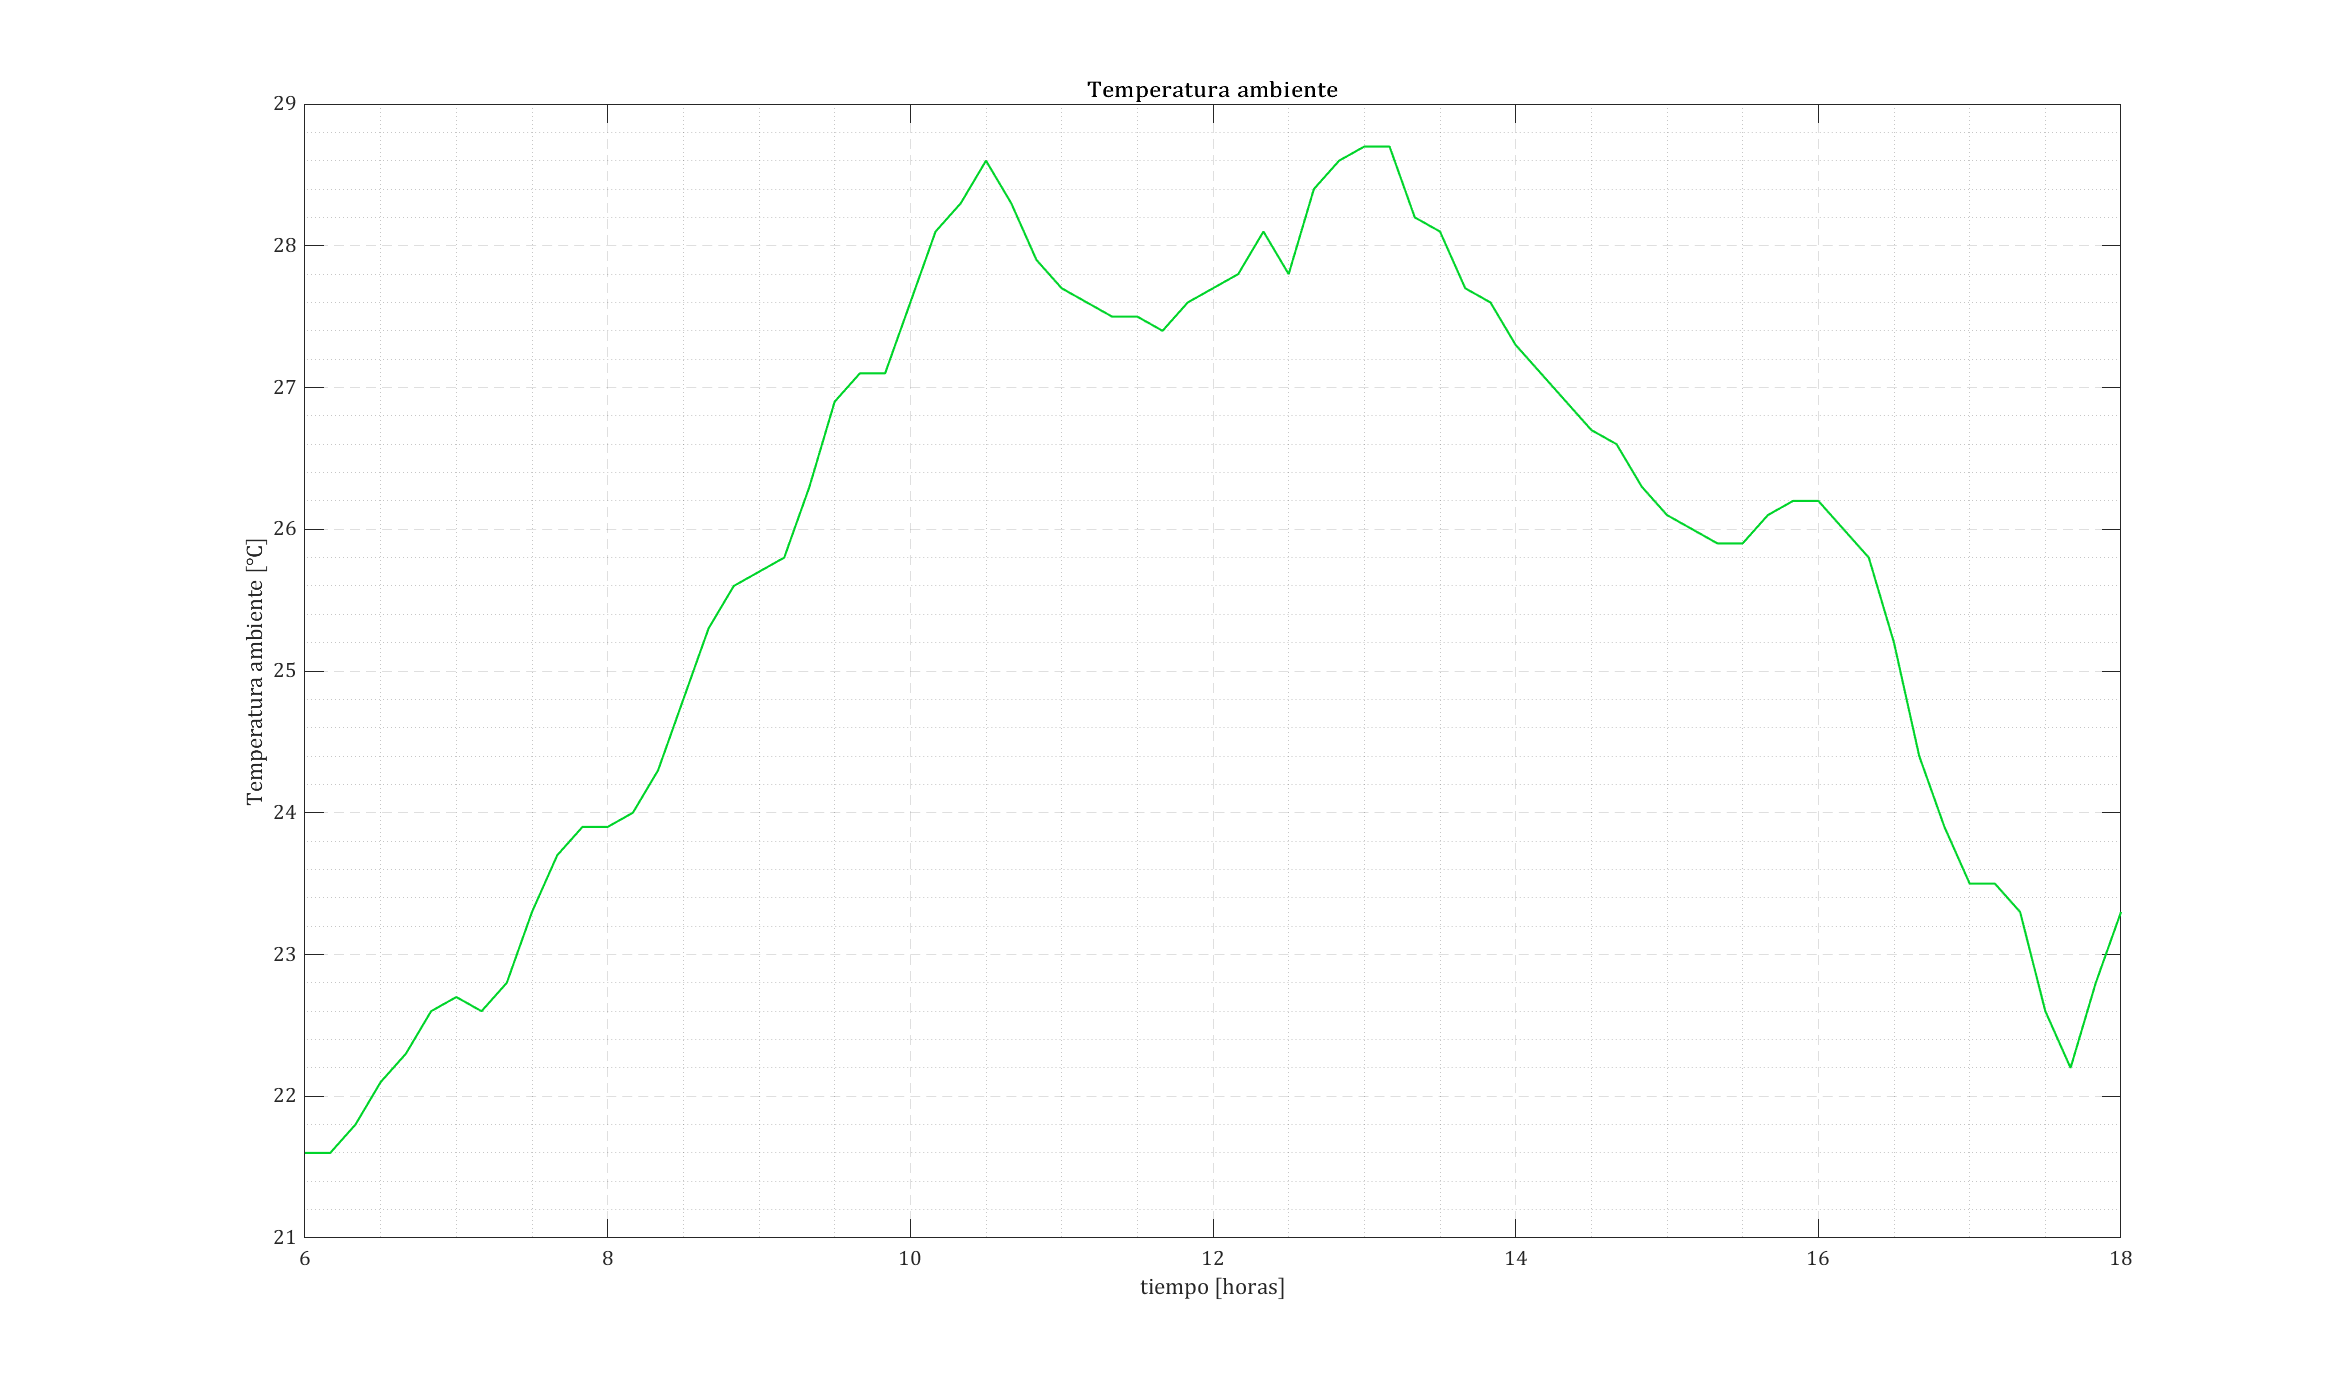 Temperatura ambiente
29
28
27
26
25
24
23
22
21
Temperatura ambiente [°C]
6 8 10 12 14 16 18
tiempo [horas]